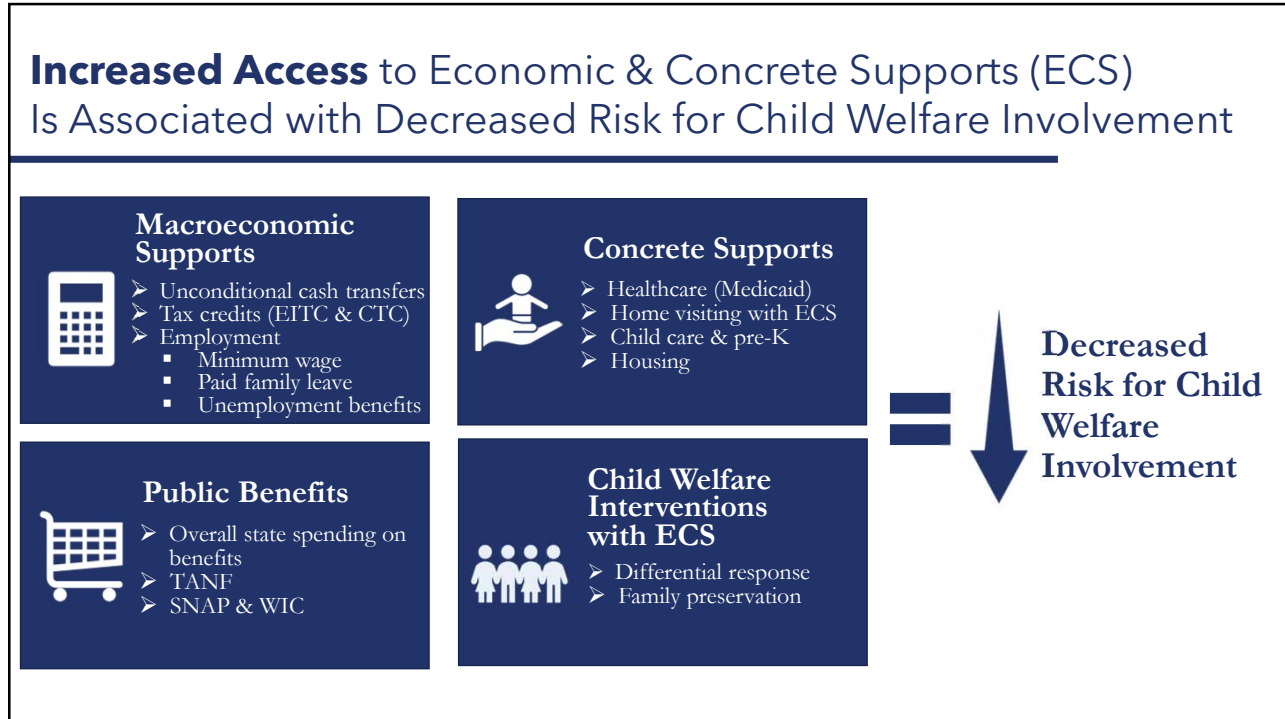 Increased Access to Economic & Concrete Supports (ECS)
Is Associated with Decreased Risk for Child Welfare Involvement
Macroeconomic
Supports
➢ Unconditional cash transfers
➢ Tax credits (EITC & CTC)
➢ Employment
▪ Minimum wage
▪ Paid family leave
▪ Unemployment benefits
Concrete Supports
➢ Healthcare (Medicaid)
➢ Home visiting with ECS
➢ Child care & pre-K
➢ Housing
Public Benefits
➢ Overall state spending on
benefits
➢ TANF
➢ SNAP & WIC
Child Welfare
Interventions
with ECS
➢ Differential response
➢ Family preservation
=
Decreased
Risk for Child
Welfare
Involvement